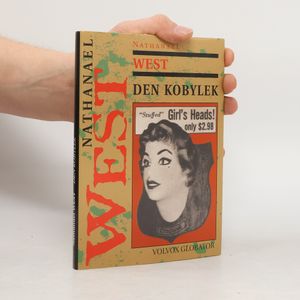 NATHANAEL
WEST
NATHANAEL
WEST
DEN KOBYLEK
"Stuffed" Girl's Heads!
only $2.98
VOLVOX GLOBATOR